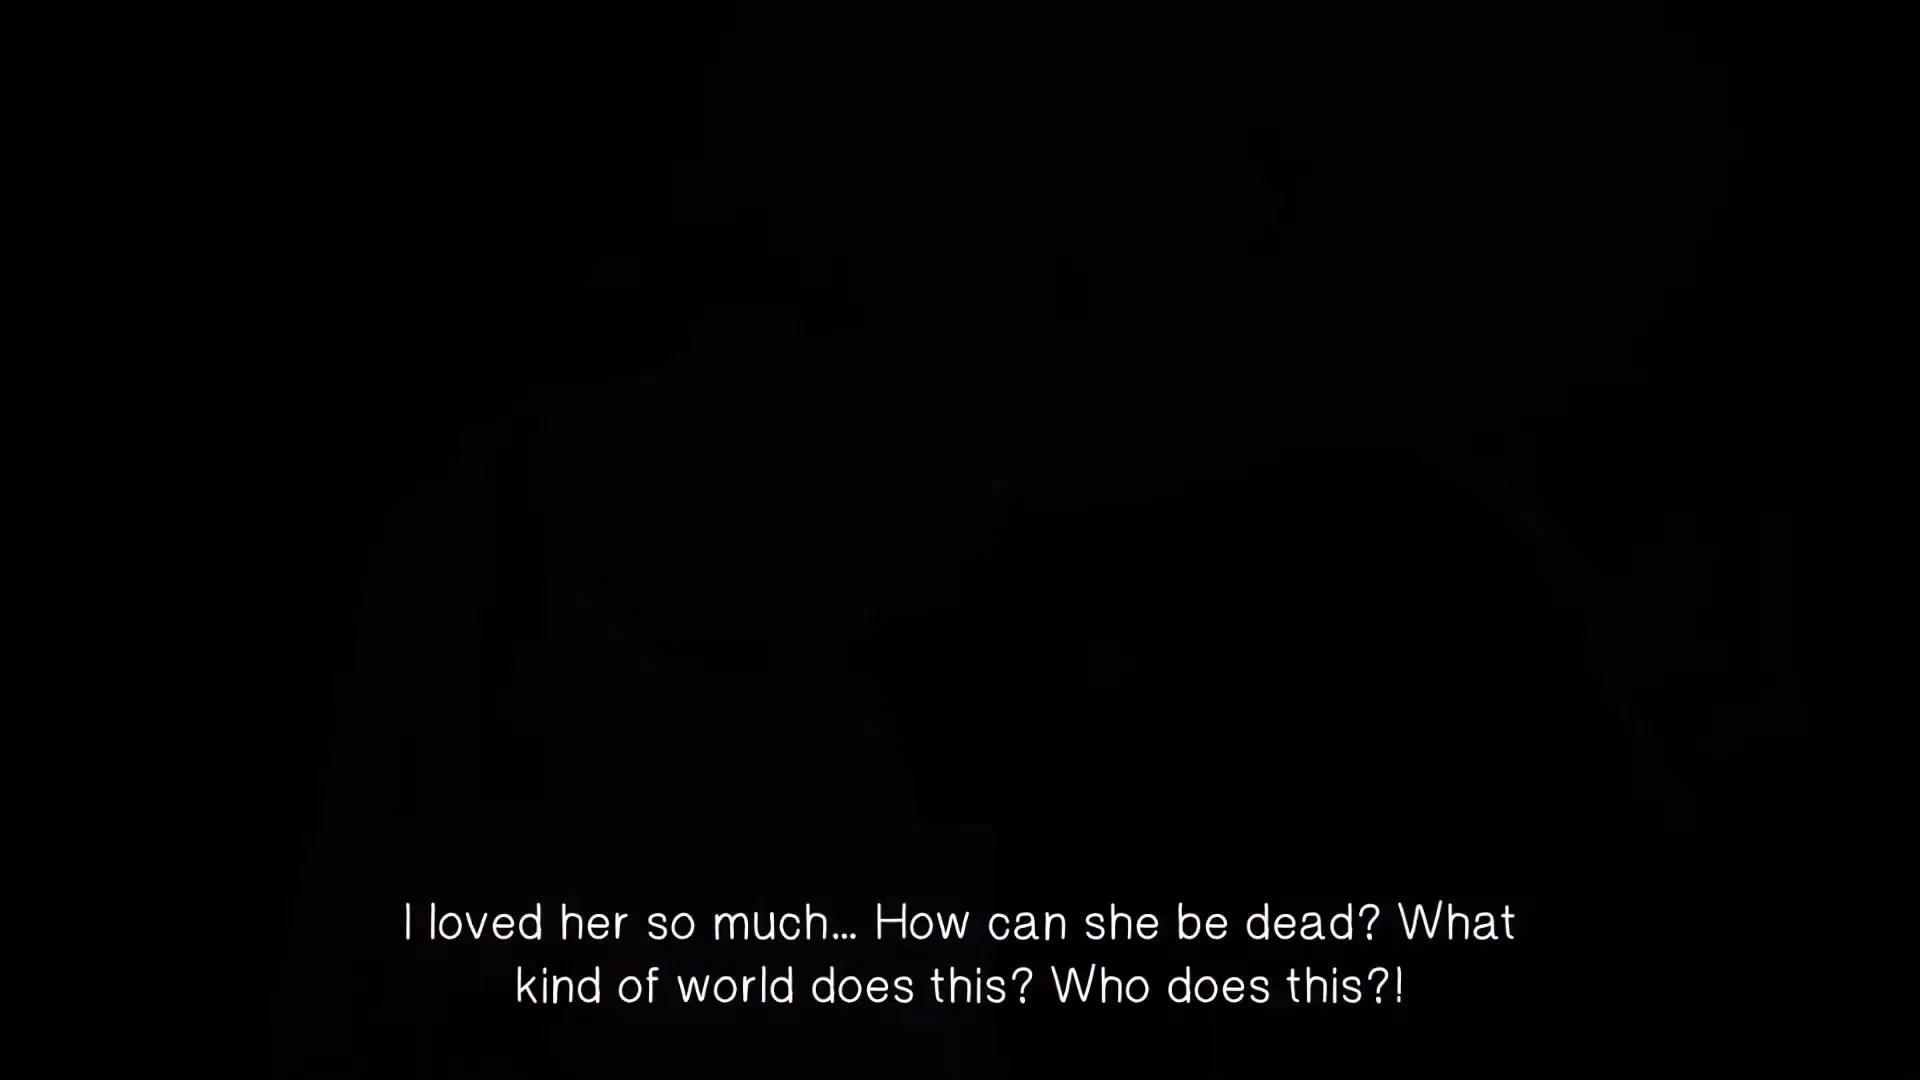 I loved her so much... How can she be dead? What
kind of world does this? Who does this?!